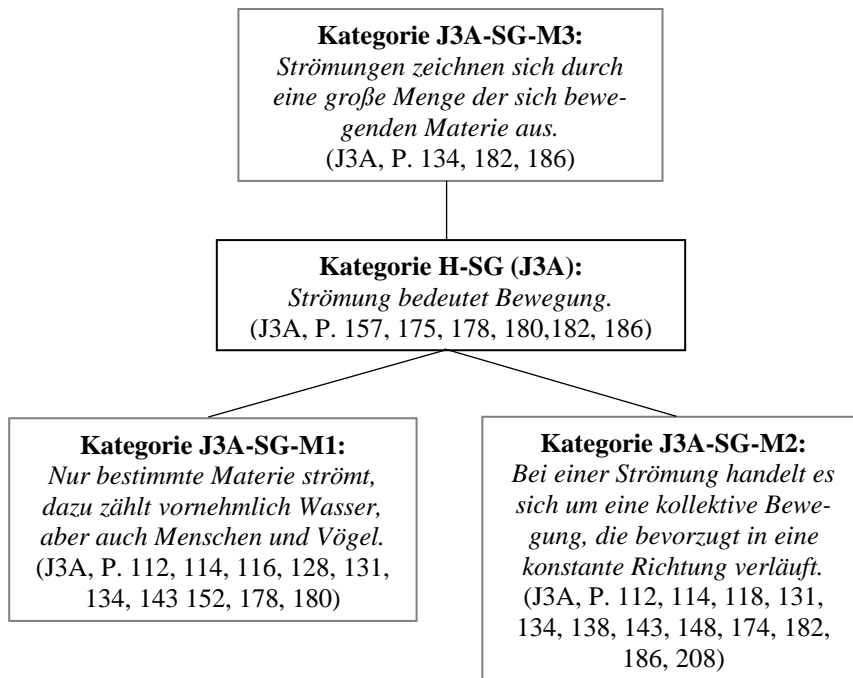 Kategorie J3A-SG-M3:
Strömungen zeichnen sich durch
eine große Menge der sich bewe-
genden Materie aus.
(J3A, P. 134, 182, 186)
Kategorie H-SG (J3A):
Strömung bedeutet Bewegung.
(J3A, P. 157, 175, 178, 180,182, 186)
Kategorie J3A-SG-M1:
Nur bestimmte Materie strömt,
dazu zählt vornehmlich Wasser,
aber auch Menschen und Vögel.
(J3A, P. 112, 114, 116, 128, 131,
134, 143 152, 178, 180)
Kategorie J3A-SG-M2:
Bei einer Strömung handelt es
sich um eine kollektive Bewe-
gung, die bevorzugt in eine
konstante Richtung verläuft.
(J3A, P. 112, 114, 118, 131,
134, 138, 143, 148, 174, 182,
186, 208)